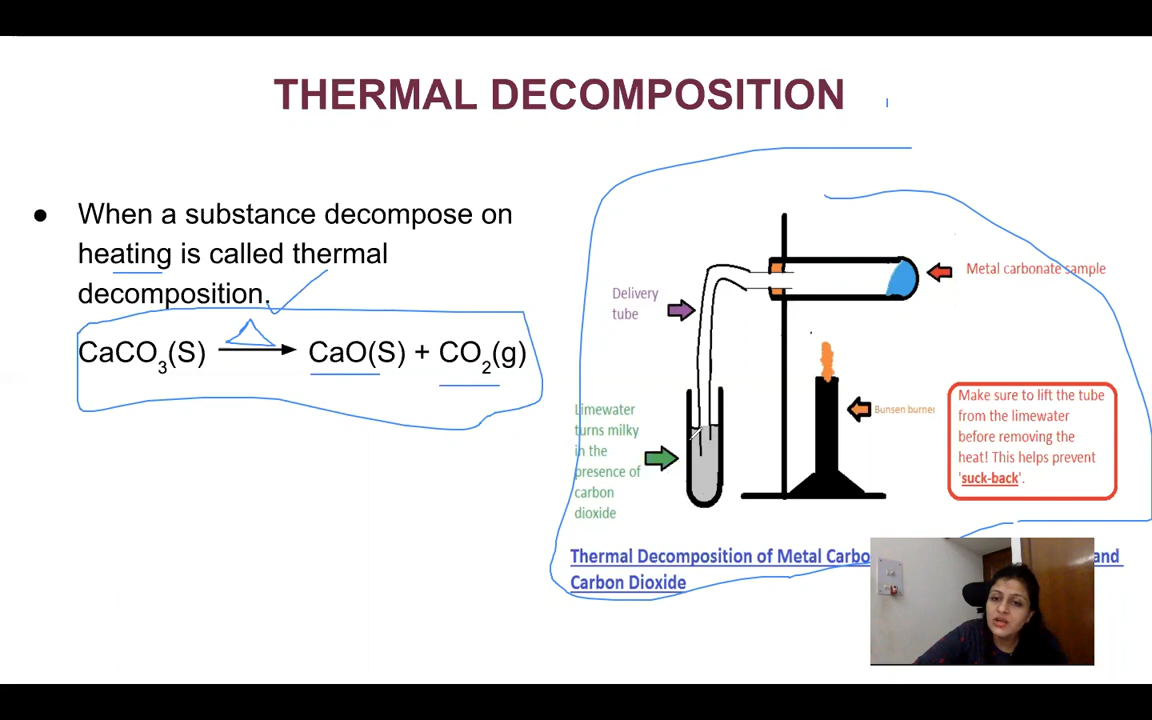 THERMAL DECOMPOSITION
● When a substance decompose on
heating is called thermal
decomposition.
CaCO₃(S) → CaO(S) + CO₂(g)
Metal carbonate sample
Delivery
tube
Limewater
turns milky
in the
presence of
carbon
dioxide
Bunsen burner
Make sure to lift the tube
from the limewater
before removing the
heat! This helps prevent
'suck-back'.
Thermal Decomposition of Metal Carbo and
Carbon Dioxide